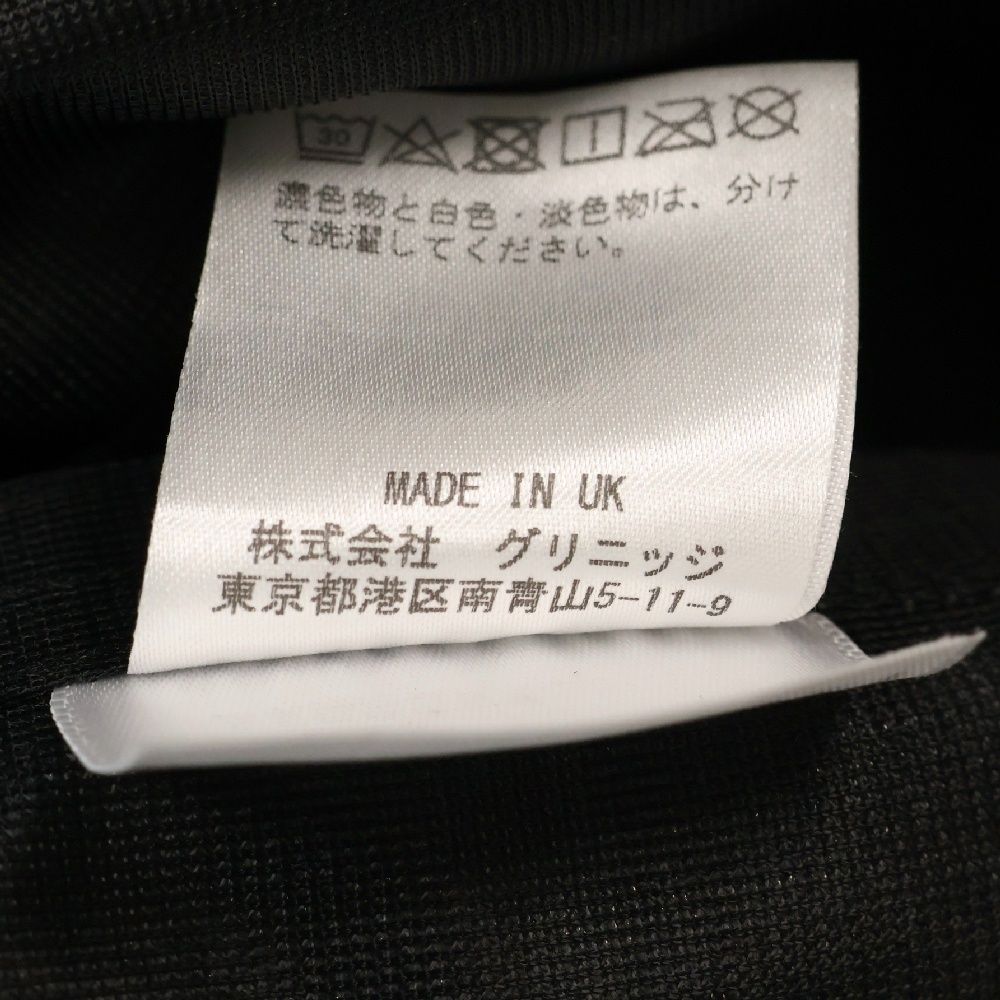 30
濃色物と白色・淡色物は、分け
て洗濯してください。
MADE IN UK
株式会社 グリニッジ
東京都港区南青山5-11-9